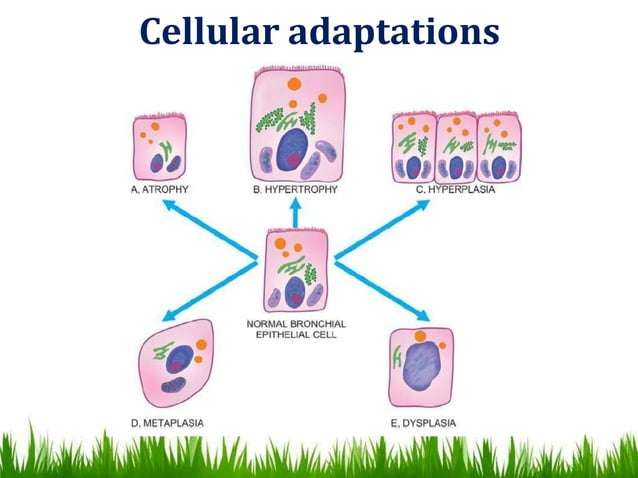 Cellular adaptations
A, ATROPHY
B. HYPERTROPHY
C, HYPERPLASIA
NORMAL BRONCHIAL
EPITHELIAL CELL
D, METAPLASIA
E, DYSPLASIA